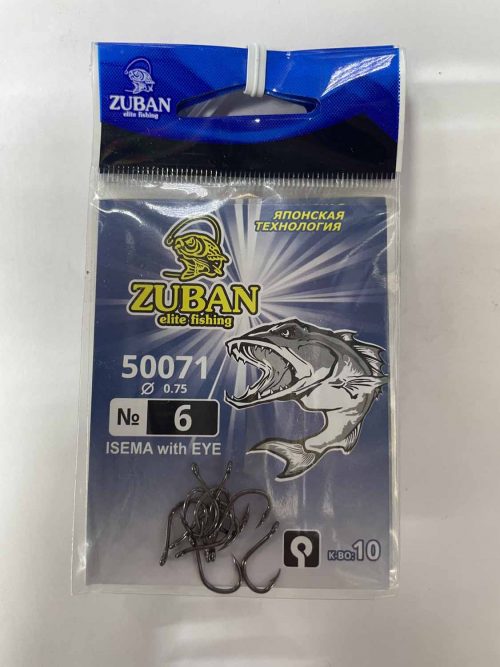 ZUBAN
elite fishing
ЯПОНСКАЯ
ТЕХНОЛОГИЯ
ZUBAN
elite fishing
50071
Ø 0.75
№ 6
ISEMA with EYE
К-ВО: 10